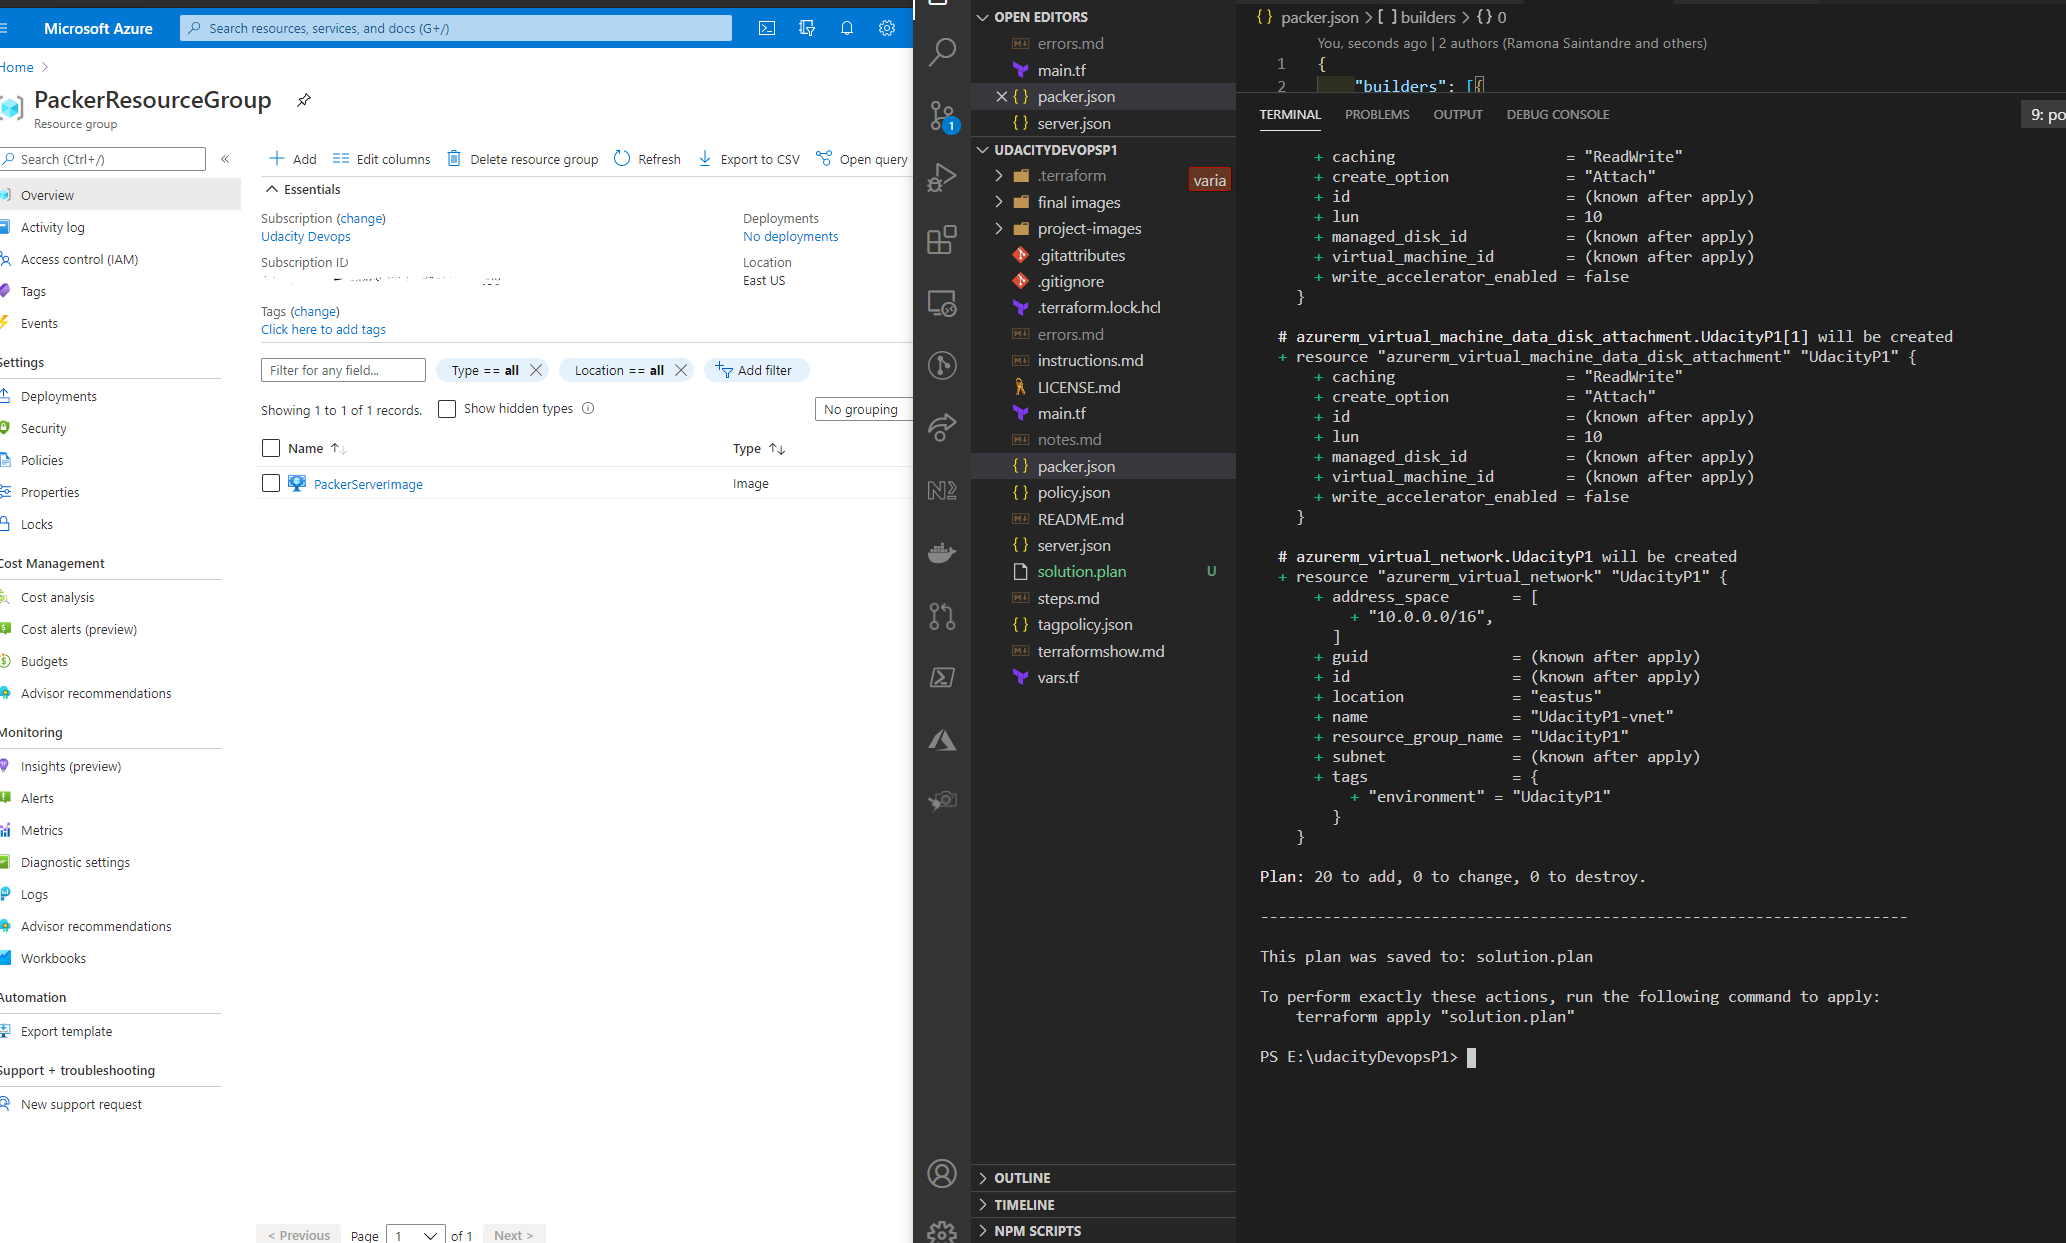 Microsoft Azure
Search resources, services, and docs (G+/)
Home
PackerResourceGroup
Resource group
Search (Ctrl+/)
«
Add
Edit columns
Delete resource group
Refresh
Export to CSV
Open query
Overview
Activity log
Access control (IAM)
Tags
Events
Settings
Deployments
Security
Policies
Properties
Locks
Cost Management
Cost analysis
Cost alerts (preview)
Budgets
Advisor recommendations
Monitoring
Insights (preview)
Alerts
Metrics
Diagnostic settings
Logs
Advisor recommendations
Workbooks
Automation
Export template
Support + troubleshooting
New support request
Essentials
Subscription (change)
Udacity Devops
Subscription ID
Deployments
No deployments
Location
East US
Tags (change)
Click here to add tags
Filter for any field...
Type == all
Location == all
Add filter
Showing 1 to 1 of 1 records.
Show hidden types
No grouping
Name
Type
PackerServerImage
Image
< Previous
Page
1
of 1
Next >
1
OPEN EDITORS
errors.md
main.tf
packer.json
server.json
UDACITYDEVOPSP1
.terraform
varia
final images
project-images
.gitattributes
.gitignore
.terraform.lock.hcl
errors.md
instructions.md
LICENSE.md
main.tf
notes.md
packer.json
policy.json
README.md
server.json
solution.plan U
steps.md
tagpolicy.json
terraformshow.md
vars.tf
OUTLINE
TIMELINE
NPM SCRIPTS
{ } packer.json > [ ] builders > { } 0
You, seconds ago | 2 authors (Ramona Saintandre and others)
1 {
2 "builders": [{
TERMINAL PROBLEMS OUTPUT DEBUG CONSOLE
9: po
+ caching = "ReadWrite"
+ create_option = "Attach"
+ id = (known after apply)
+ lun = 10
+ managed_disk_id = (known after apply)
+ virtual_machine_id = (known after apply)
+ write_accelerator_enabled = false
}
# azurerm_virtual_machine_data_disk_attachment.UdacityP1[1] will be created
+ resource "azurerm_virtual_machine_data_disk_attachment" "UdacityP1" {
+ caching = "ReadWrite"
+ create_option = "Attach"
+ id = (known after apply)
+ lun = 10
+ managed_disk_id = (known after apply)
+ virtual_machine_id = (known after apply)
+ write_accelerator_enabled = false
}
# azurerm_virtual_network.UdacityP1 will be created
+ resource "azurerm_virtual_network" "UdacityP1" {
+ address_space = [
+ "10.0.0.0/16",
]
+ guid = (known after apply)
+ id = (known after apply)
+ location = "eastus"
+ name = "UdacityP1-vnet"
+ resource_group_name = "UdacityP1"
+ subnet = (known after apply)
+ tags = {
+ "environment" = "UdacityP1"
}
}
Plan: 20 to add, 0 to change, 0 to destroy.
------------------------------------------------------------------------
This plan was saved to: solution.plan
To perform exactly these actions, run the following command to apply:
terraform apply "solution.plan"
PS E:\udacityDevopsP1>